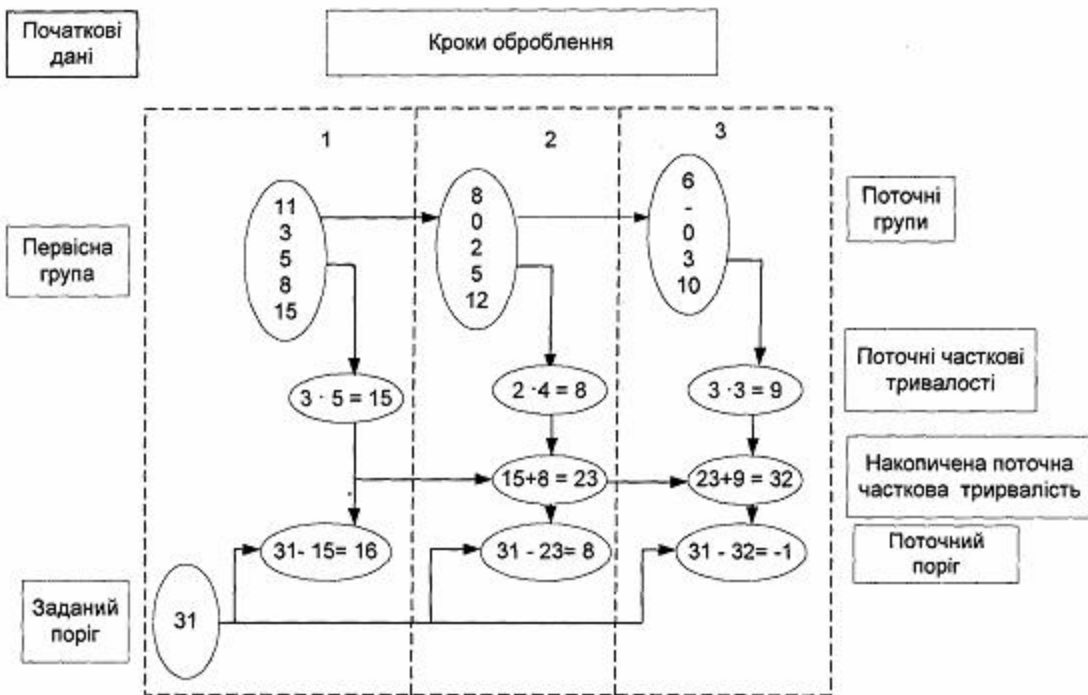 Початкові
дані
Кроки оброблення
1
2
3
11
3
5
8
15
8
0
2
5
12
6
-
0
3
10
Первісна
група
Поточні
групи
3 · 5 = 15
2 ·4 = 8
3 ·3 = 9
Поточні часткові
тривалості
15+8 = 23
23+9 = 32
Накопичена поточна
часткова трирвалість
31- 15= 16
31 - 23= 8
31 - 32= -1
Поточний
поріг
Заданий
поріг
31